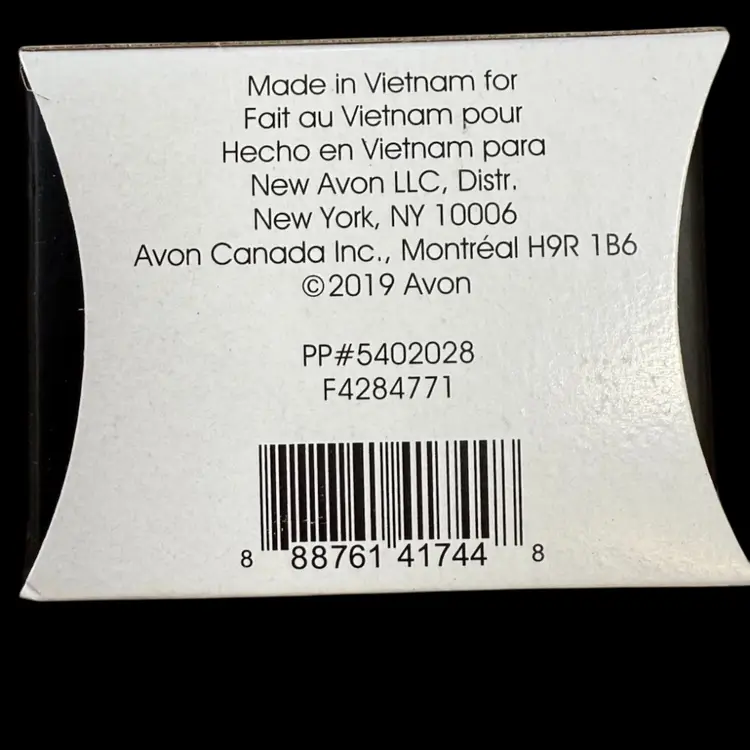 Made in Vietnam for
Fait au Vietnam pour
Hecho en Vietnam para
New Avon LLC, Distr.
New York, NY 10006
Avon Canada Inc., Montréal H9R 1B6
©2019 Avon
PP#5402028
F4284771
8 88761 41744 8